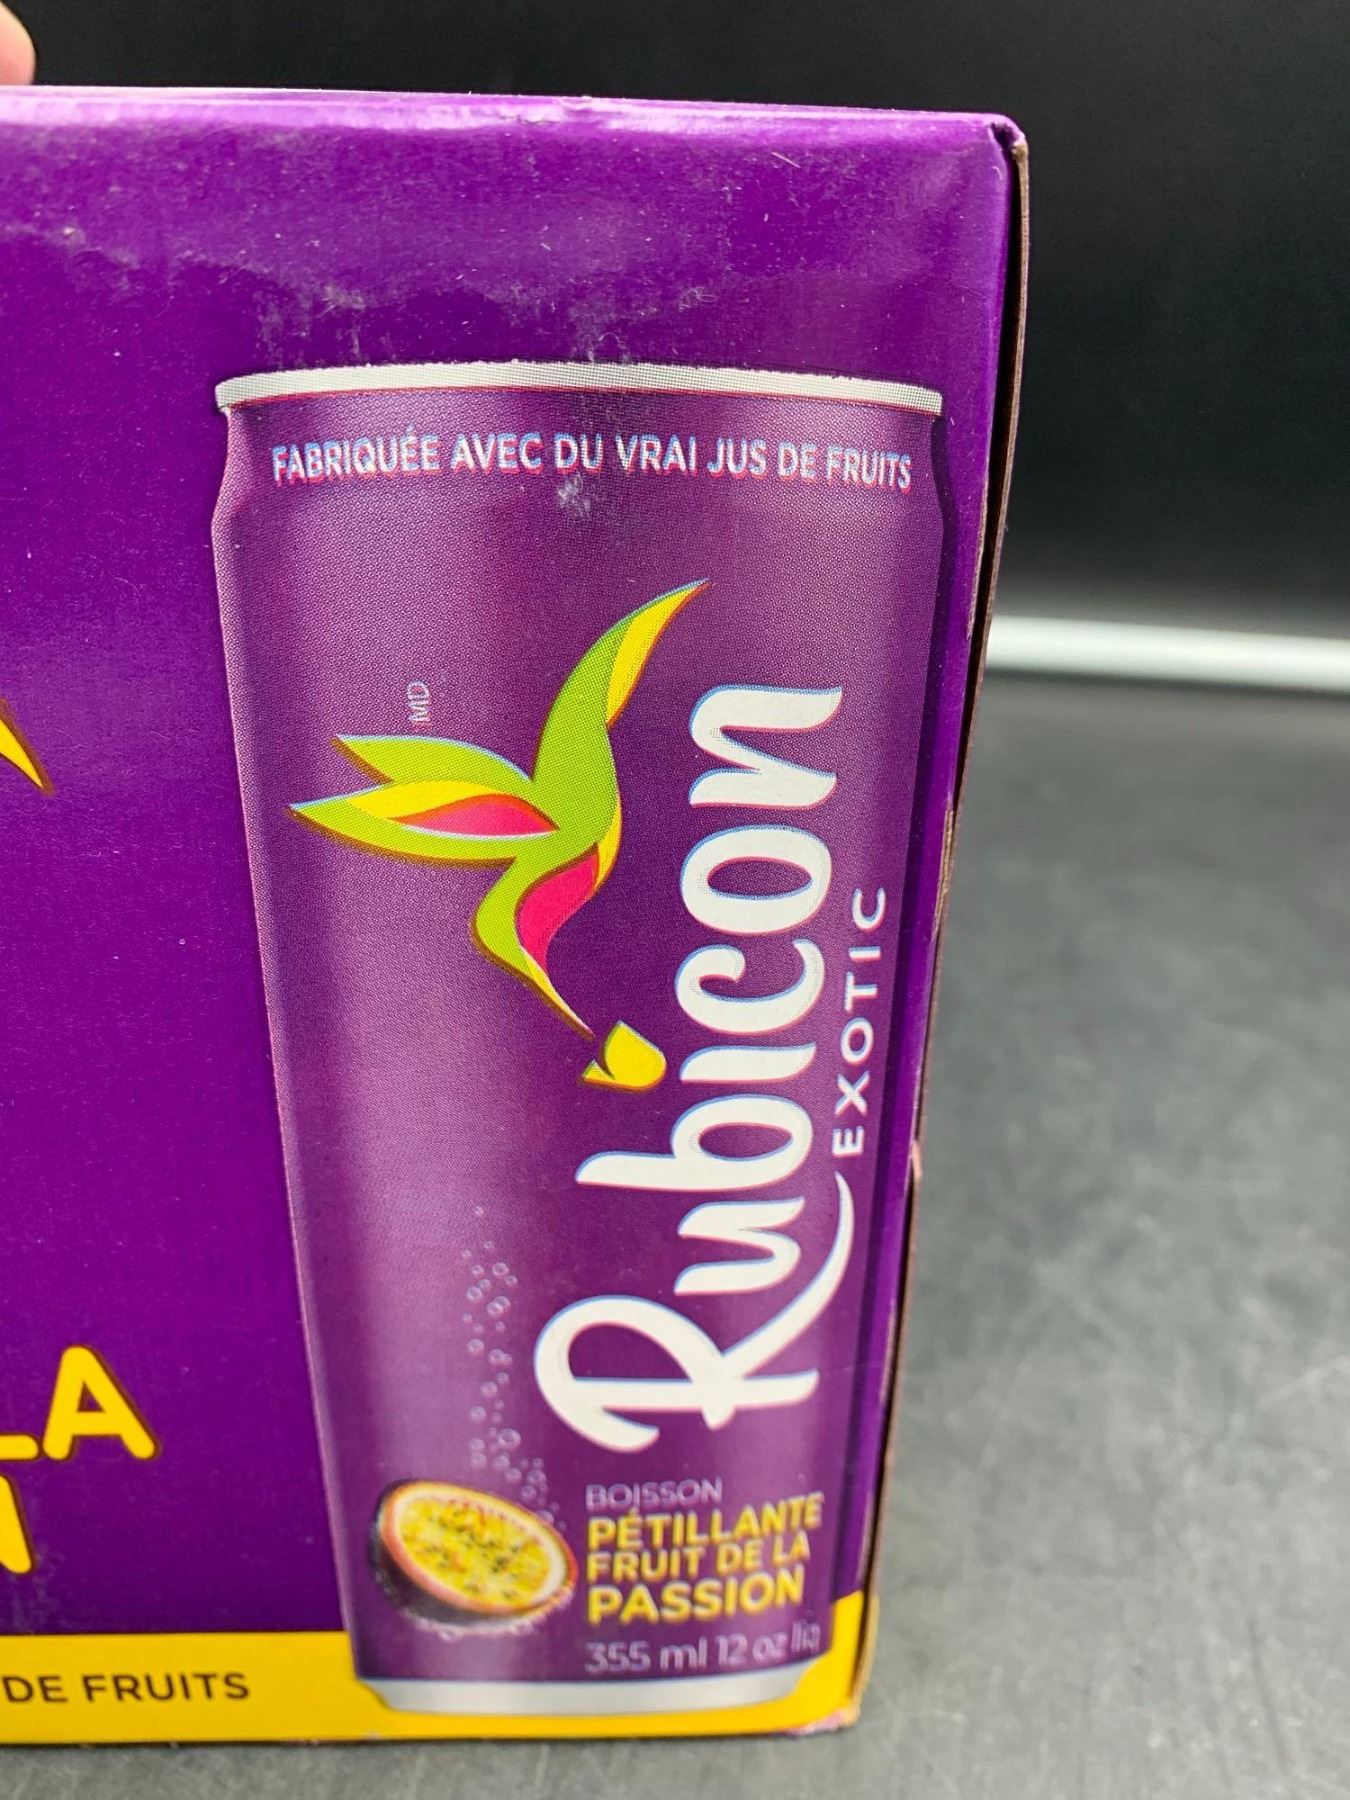 FABRIQUÉE AVEC DU VRAI JUS DE FRUITS
MD
Rubicon
EXOTIC
BOISSON
PÉTILLANTE
FRUIT DE LA
PASSION
355 ml 12 oz liq
LA
DE FRUITS